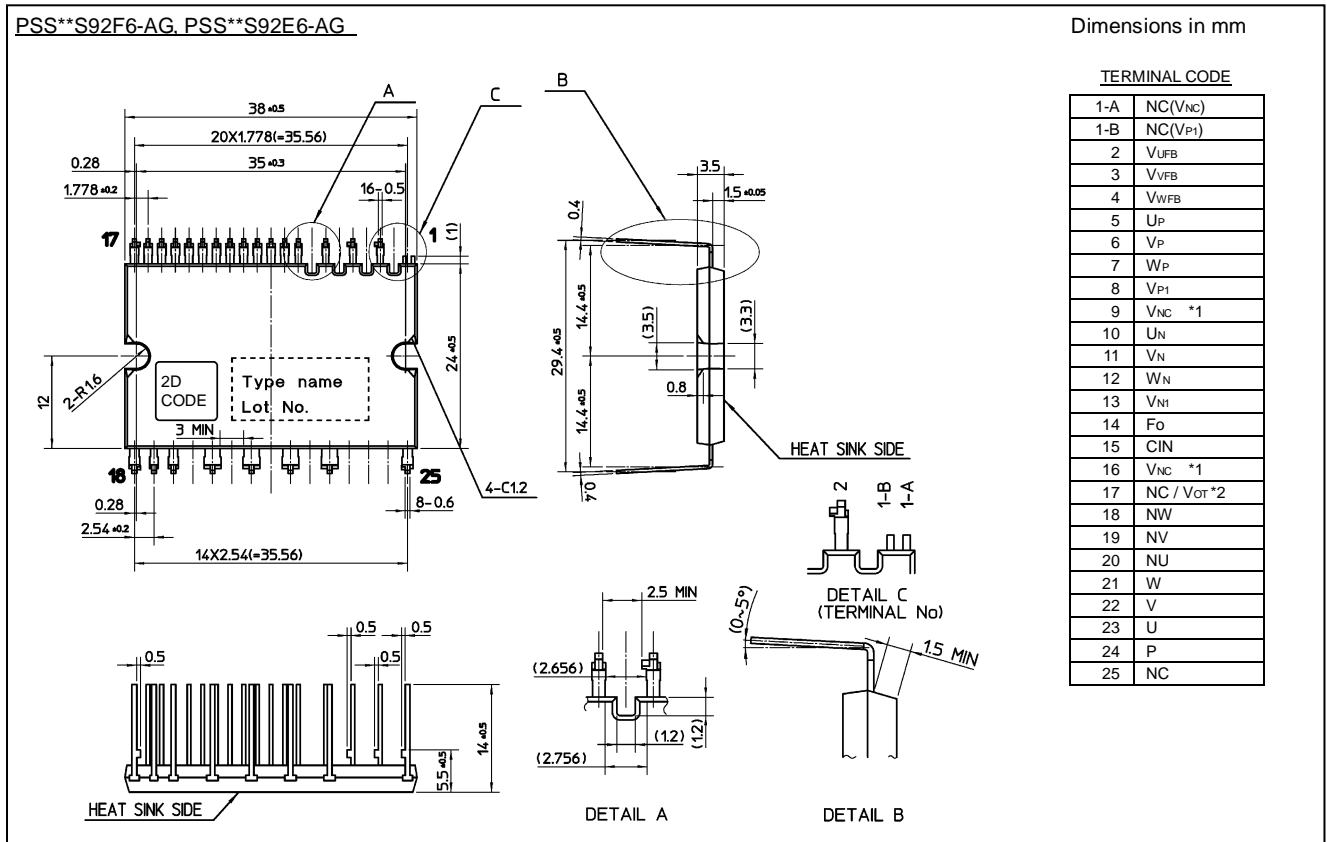 PSS**S92F6-AG, PSS**S92E6-AG
Dimensions in mm
A
C
B
38 ±0.5
20X1.778(=35.56)
35 ±0.3
0.28
1.778 ±0.2
16-0.5
17
1
(1)
24 ±0.5
12
2-R1.6
2D
CODE
Type name
Lot No.
3 MIN
18
25
4-C1.2
0.28
8-0.6
2.54 ±0.2
14X2.54(=35.56)
3.5
1.5 ±0.05
0.4
29.4 ±0.5
14.4 ±0.5
14.4 ±0.5
(3.5)
(3.3)
0.8
0.4
HEAT SINK SIDE
2
1-B
1-A
DETAIL C
(TERMINAL No)
0.5
0.5
0.5
0.5
14 ±0.5
5.5 ±0.5
HEAT SINK SIDE
2.5 MIN
(2.656)
(1.2)
(1.2)
(2.756)
DETAIL A
(0~5°)
1.5 MIN
DETAIL B
TERMINAL CODE
1-A NC(VNC)
1-B NC(VP1)
2 VUFB
3 VVFB
4 VWFB
5 UP
6 VP
7 WP
8 VP1
9 VNC *1
10 UN
11 VN
12 WN
13 VN1
14 Fo
15 CIN
16 VNC *1
17 NC / VOT *2
18 NW
19 NV
20 NU
21 W
22 V
23 U
24 P
25 NC